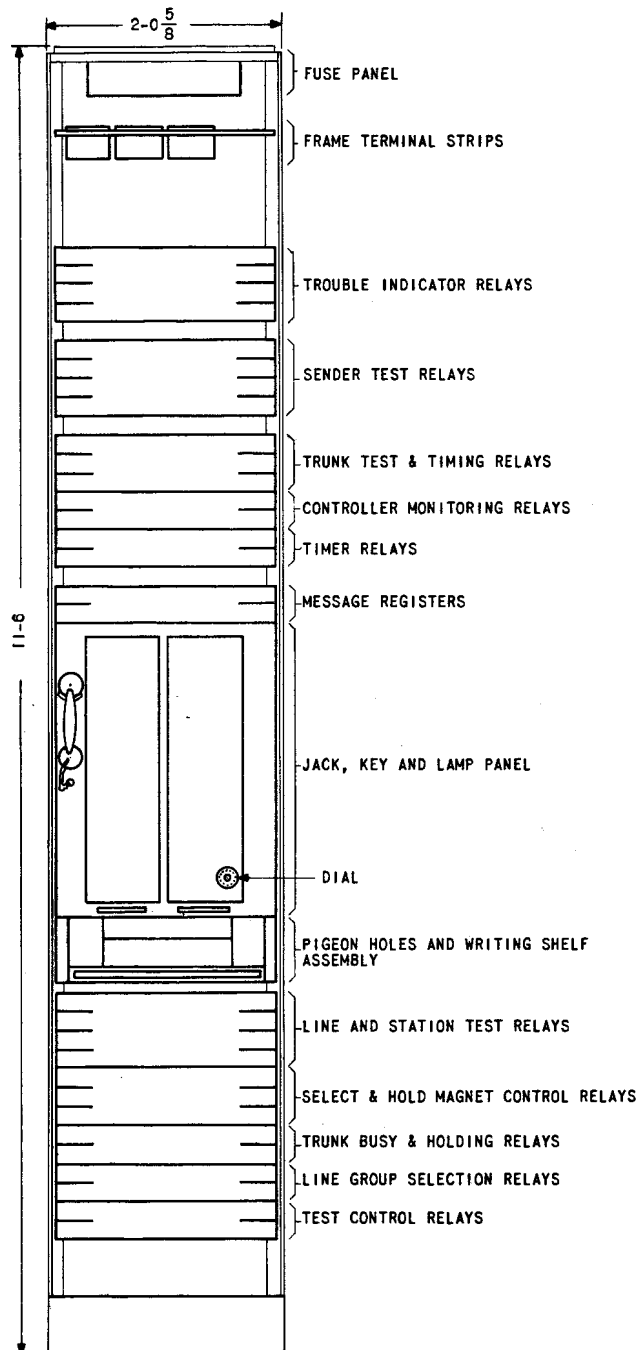 2-0 5/8
FUSE PANEL
FRAME TERMINAL STRIPS
TROUBLE INDICATOR RELAYS
SENDER TEST RELAYS
TRUNK TEST & TIMING RELAYS
CONTROLLER MONITORING RELAYS
TIMER RELAYS
MESSAGE REGISTERS
11-6
JACK, KEY AND LAMP PANEL
DIAL
PIGEON HOLES AND WRITING SHELF
ASSEMBLY
LINE AND STATION TEST RELAYS
SELECT & HOLD MAGNET CONTROL RELAYS
TRUNK BUSY & HOLDING RELAYS
LINE GROUP SELECTION RELAYS
TEST CONTROL RELAYS